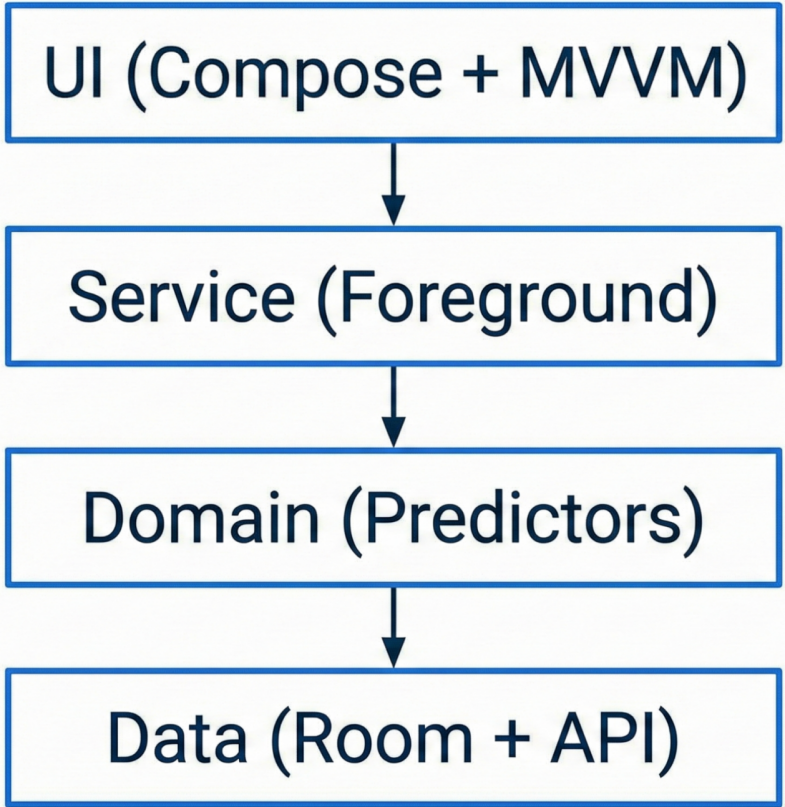 UI (Compose + MVVM)
Service (Foreground)
Domain (Predictors)
Data (Room + API)